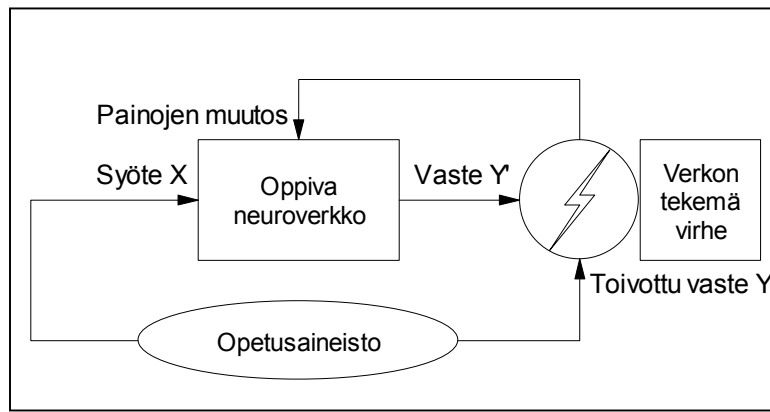 Painojen muutos
Syöte X
Oppiva
neuroverkko
Vaste Y'
Verkon
tekemä
virhe
Toivottu vaste Y
Opetusaineisto